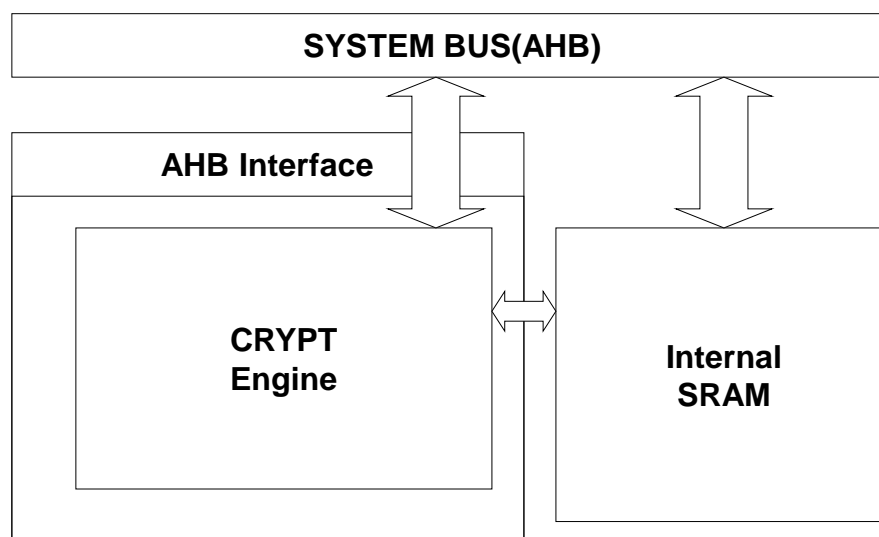 SYSTEM BUS(AHB)
AHB Interface
CRYPT
Engine
Internal
SRAM